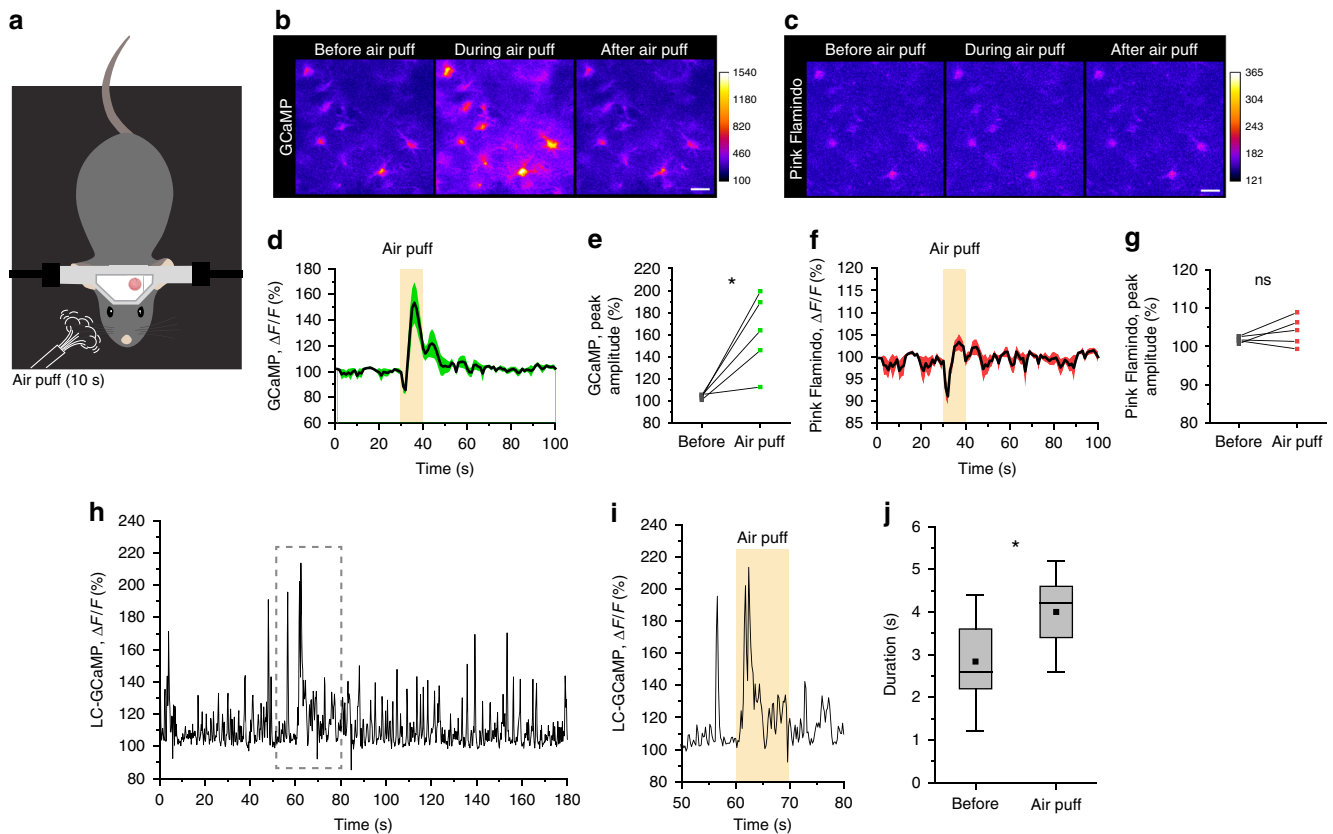 a
Air puff (10 s)
b
Before air puff
During air puff
After air puff
GCaMP
1540
1180
820
460
100
c
Before air puff
During air puff
After air puff
Pink Flamindo
365
304
243
182
121
d
Air puff
GCaMP, ΔF/F (%)
180
160
140
120
100
80
60
0 20 40 60 80 100
Time (s)
e
*
GCaMP, peak
amplitude (%)
220
200
180
160
140
120
100
80
Before Air puff
f
Air puff
Pink Flamindo, ΔF/F (%)
120
115
110
105
100
95
90
85
0 20 40 60 80 100
Time (s)
g
ns
Pink Flamindo, peak
amplitude (%)
120
110
100
90
80
Before Air puff
h
LC-GCaMP, ΔF/F (%)
240
220
200
180
160
140
120
100
80
0 20 40 60 80 100 120 140 160 180
Time (s)
i
Air puff
LC-GCaMP, ΔF/F (%)
240
220
200
180
160
140
120
100
80
50 60 70 80
Time (s)
j
*
Duration (s)
6
5
4
3
2
1
0
Before Air puff